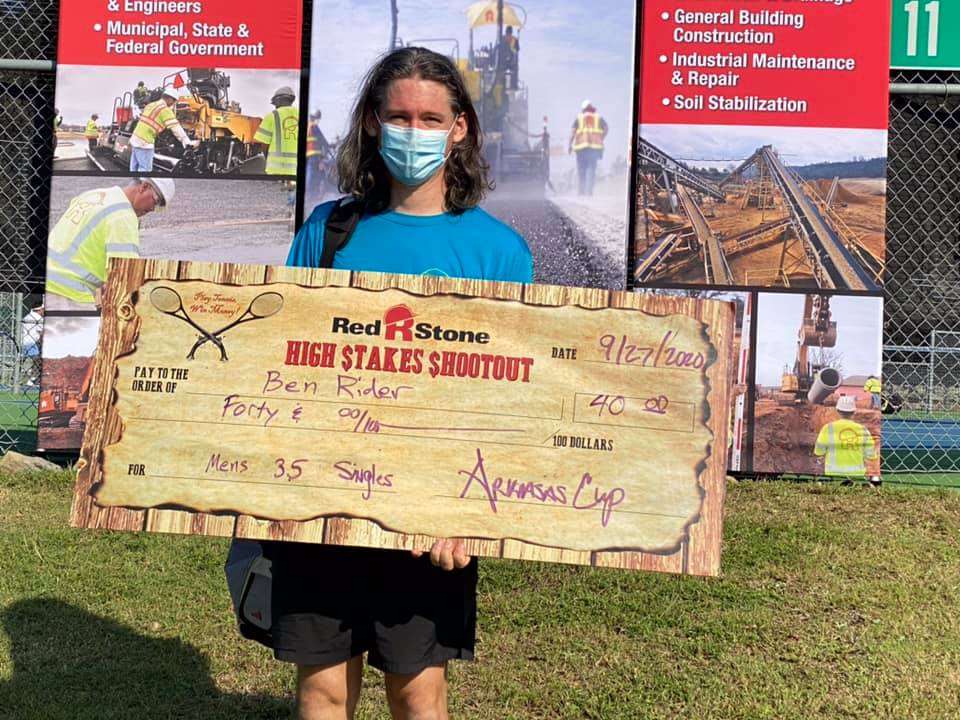 & Engineers
• Municipal, State &
Federal Government
• General Building
Construction
• Industrial Maintenance
& Repair
• Soil Stabilization
11
Play Tennis,
Win Money!
Red R Stone
HIGH $TAKES $HOOTOUT
DATE 9/27/2020
PAY TO THE
ORDER OF Ben Rider
40 00
Forty & 00/100
/100 DOLLARS
FOR Mens 3.5 Singles
Arkansas Cup